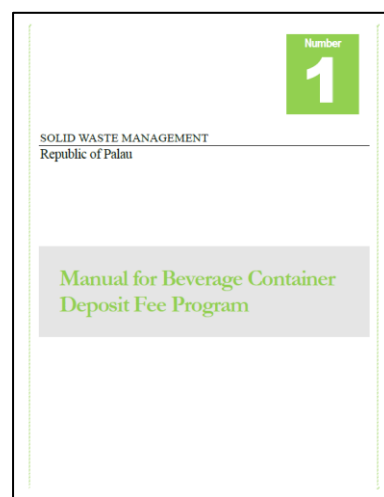 Number
1
SOLID WASTE MANAGEMENT
Republic of Palau
Manual for Beverage Container
Deposit Fee Program